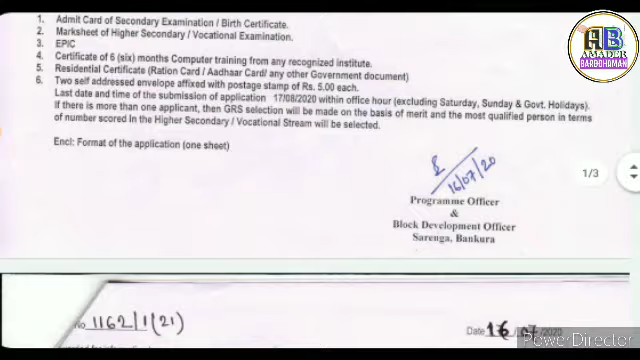 1. Admit Card of Secondary Examination / Birth Certificate.
2. Marksheet of Higher Secondary / Vocational Examination.
3. EPIC
4. Certificate of 6 (six) months Computer training from any recognized institute.
5. Residential Certificate (Ration Card / Aadhaar Card/ any other Government document)
6. Two self addressed envelope affixed with postage stamp of Rs. 5.00 each.
Last date and time of the submission of application 17/08/2020 within office hour (excluding Saturday, Sunday & Govt. Holidays).
If there is more than one applicant, then GRS selection will be made on the basis of merit and the most qualified person in terms
of number scored In the Higher Secondary / Vocational Stream will be selected.
Encl: Format of the application (one sheet)
16/07/20
Programme Officer
&
Block Development Officer
Sarenga, Bankura
1/3
AB
AMADER
BARDDHAMAN
No 1162/1(21)
Date 16/07/2020
PowerDirector